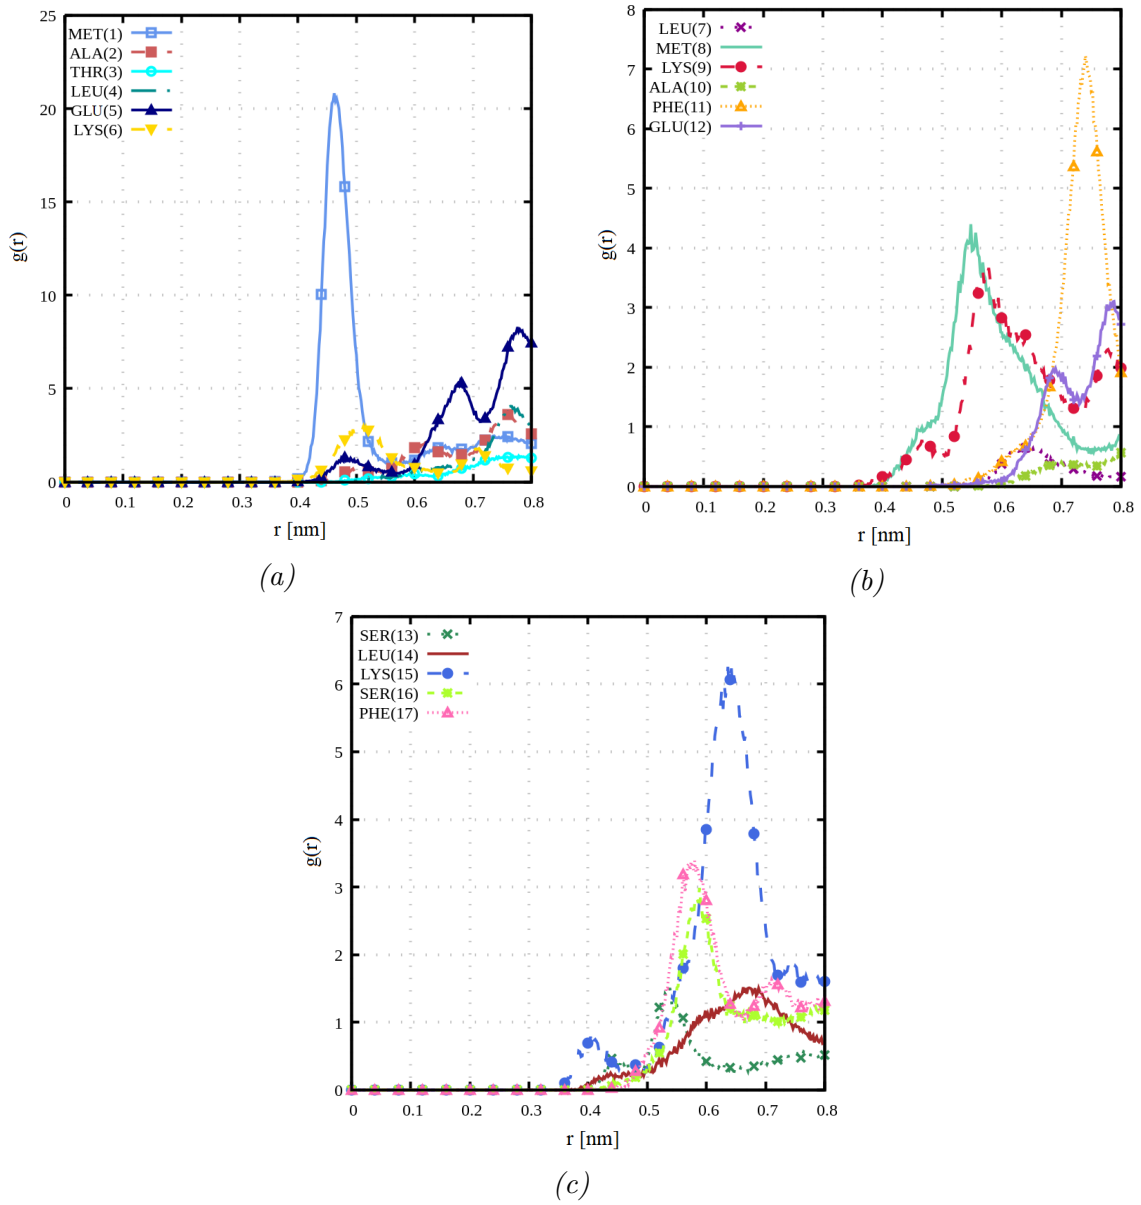 25
20
15
10
5
0
g(r)
MET(1)
ALA(2)
THR(3)
LEU(4)
GLU(5)
LYS(6)
0 0.1 0.2 0.3 0.4 0.5 0.6 0.7 0.8
r [nm]
(a)
8
7
6
5
4
3
2
1
0
g(r)
LEU(7)
MET(8)
LYS(9)
ALA(10)
PHE(11)
GLU(12)
0 0.1 0.2 0.3 0.4 0.5 0.6 0.7 0.8
r [nm]
(b)
7
6
5
4
3
2
1
0
g(r)
SER(13)
LEU(14)
LYS(15)
SER(16)
PHE(17)
0 0.1 0.2 0.3 0.4 0.5 0.6 0.7 0.8
r [nm]
(c)